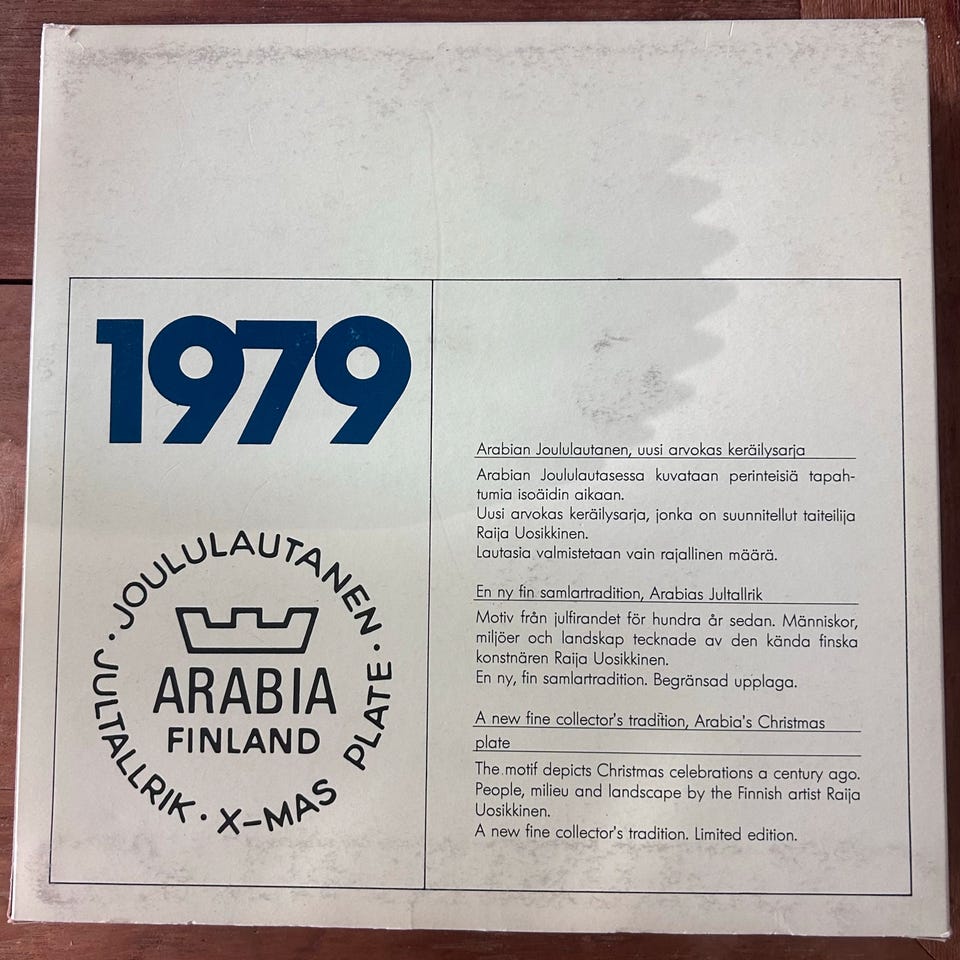 1979
· JOULULAUTANEN ·
JULTALLRIK · X-MAS PLATE
ARABIA
FINLAND
Arabian Joululautanen, uusi arvokas keräilysarja
Arabian Joululautasessa kuvataan perinteisiä tapah-
tumia isoäidin aikaan.
Uusi arvokas keräilysarja, jonka on suunnitellut taiteilija
Raija Uosikkinen.
Lautasia valmistetaan vain rajallinen määrä.
En ny fin samlartradition, Arabias Jultallrik
Motiv från julfirandet för hundra år sedan. Människor,
miljöer och landskap tecknade av den kända finska
konstnären Raija Uosikkinen.
En ny, fin samlartradition. Begränsad upplaga.
A new fine collector's tradition, Arabia's Christmas
plate
The motif depicts Christmas celebrations a century ago.
People, milieu and landscape by the Finnish artist Raija
Uosikkinen.
A new fine collector's tradition. Limited edition.